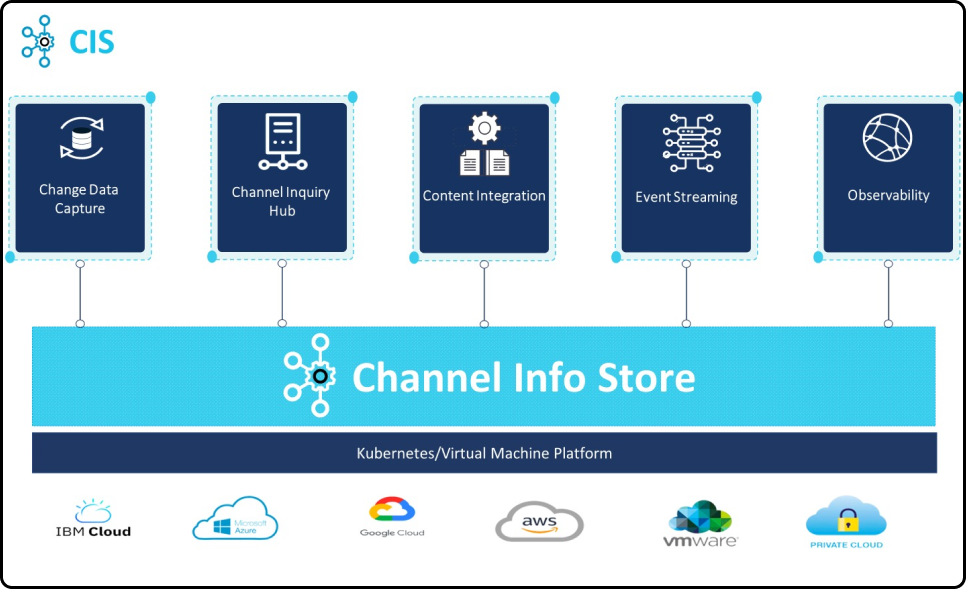 CIS
Change Data
Capture
Channel Inquiry
Hub
Content Integration
Event Streaming
Observability
Channel Info Store
Kubernetes/Virtual Machine Platform
IBM Cloud
Microsoft
Azure
Google Cloud
aws
vmware
PRIVATE CLOUD